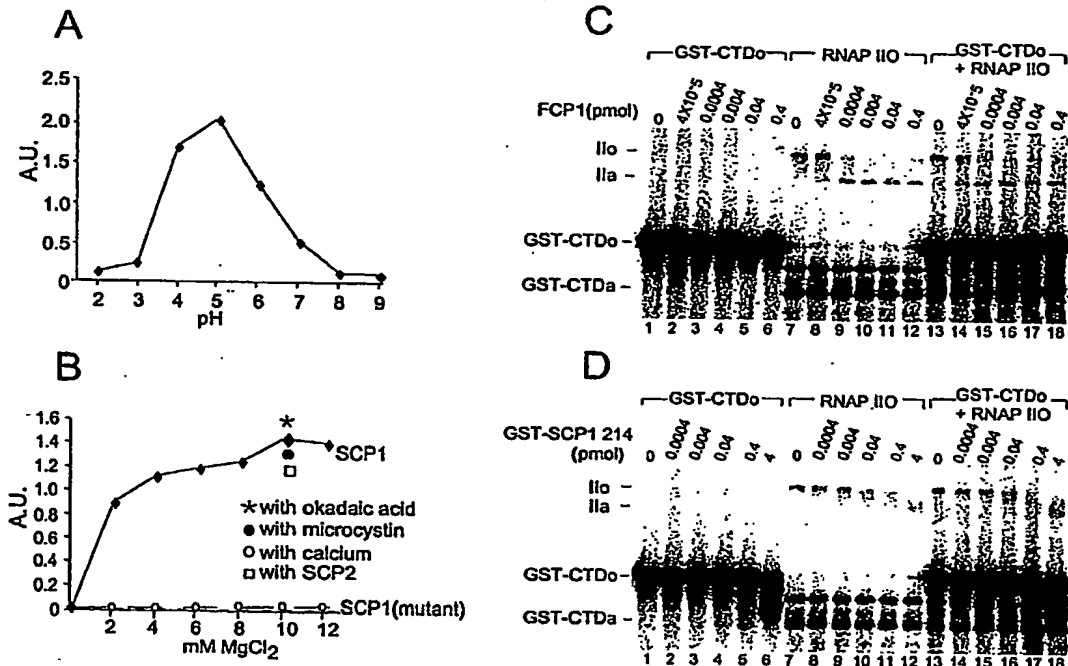 A
2.5
2.0
1.5
1.0
0.5
0
A.U.
2 3 4 5 6 7 8 9
pH
B
1.6
1.4
1.2
1.0
0.8
0.6
0.4
0.2
0
A.U.
SCP1
∗ with okadaic acid
● with microcystin
○ with calcium
□ with SCP2
SCP1(mutant)
2 4 6 8 10 12
mM MgCl2
C
GST-CTDo RNAP IIO GST-CTDo
+ RNAP IIO
FCP1(pmol) 0 4X10-5 0.0004 0.004 0.04 0.4 0 4X10-5 0.0004 0.004 0.04 0.4 0 4X10-5 0.0004 0.004 0.04 0.4
IIo –
IIa –
GST-CTDo –
GST-CTDa –
1 2 3 4 5 6 7 8 9 10 11 12 13 14 15 16 17 18
D
GST-CTDo RNAP IIO GST-CTDo
+ RNAP IIO
GST-SCP1 214
(pmol) 0 0.0004 0.004 0.04 0.4 4 0 0.0004 0.004 0.04 0.4 4 0 0.0004 0.004 0.04 0.4 4
IIo –
IIa –
GST-CTDo –
GST-CTDa –
1 2 3 4 5 6 7 8 9 10 11 12 13 14 15 16 17 18